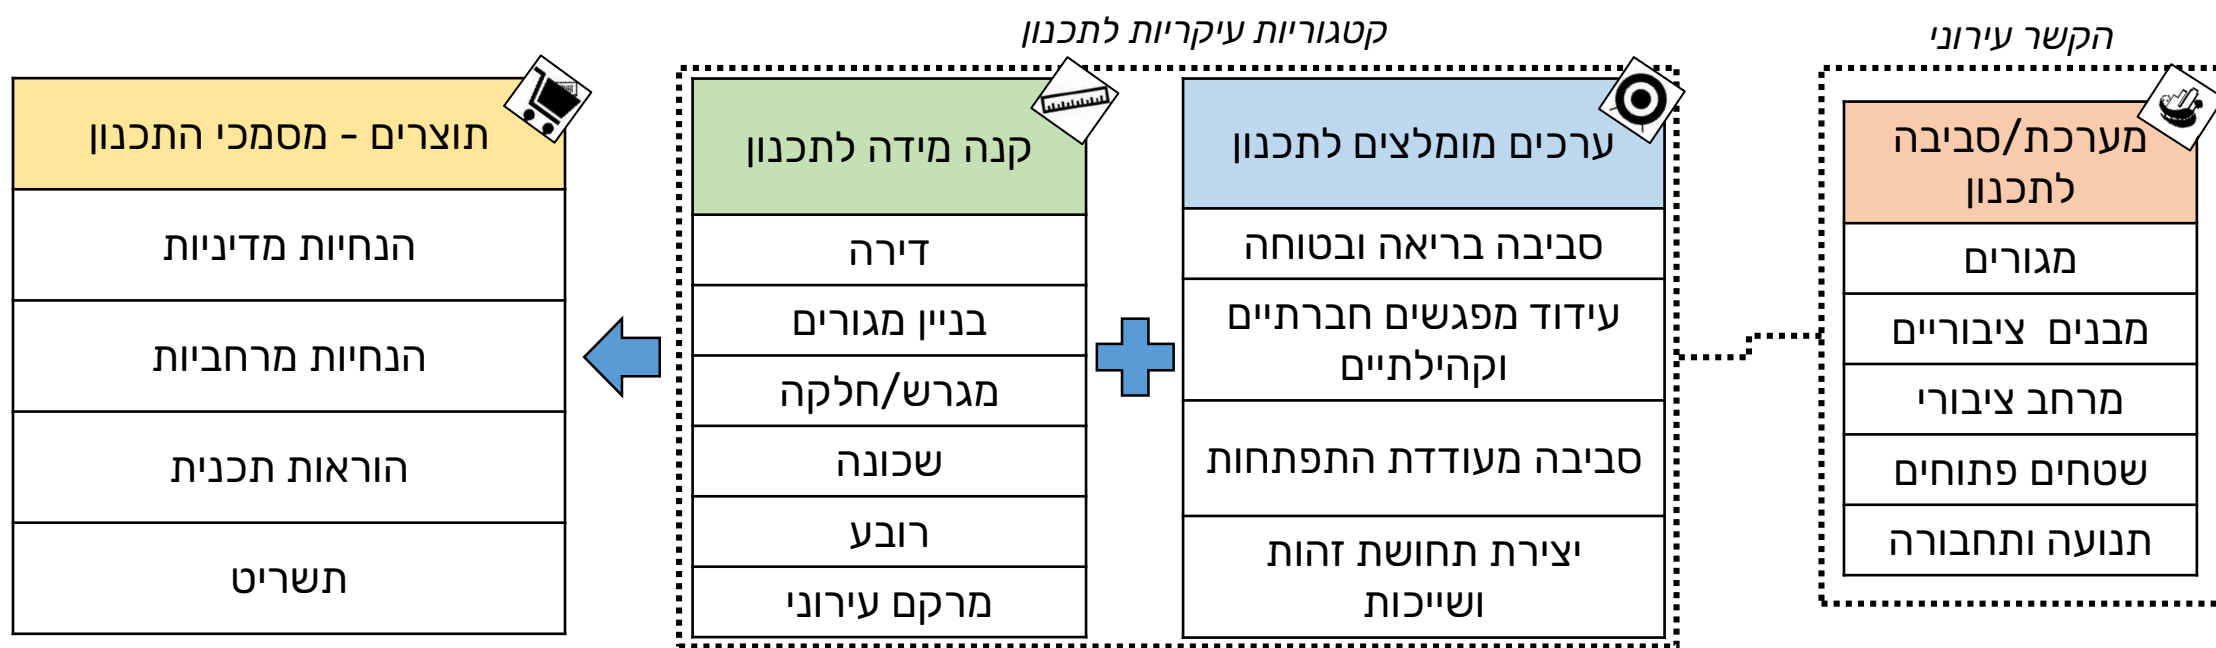 הקשר עירוני
מערכת/סביבה
לתכנון
מגורים
מבנים ציבוריים
מרחב ציבורי
שטחים פתוחים
תנועה ותחבורה
קטגוריות עיקריות לתכנון
ערכים מומלצים לתכנון
סביבה בריאה ובטוחה
עידוד מפגשים חברתיים
וקהילתיים
סביבה מעודדת התפתחות
יצירת תחושת זהות
ושייכות
קנה מידה לתכנון
דירה
בניין מגורים
מגרש/חלקה
שכונה
רובע
מרקם עירוני
תוצרים - מסמכי התכנון
הנחיות מדיניות
הנחיות מרחביות
הוראות תכנית
תשריט